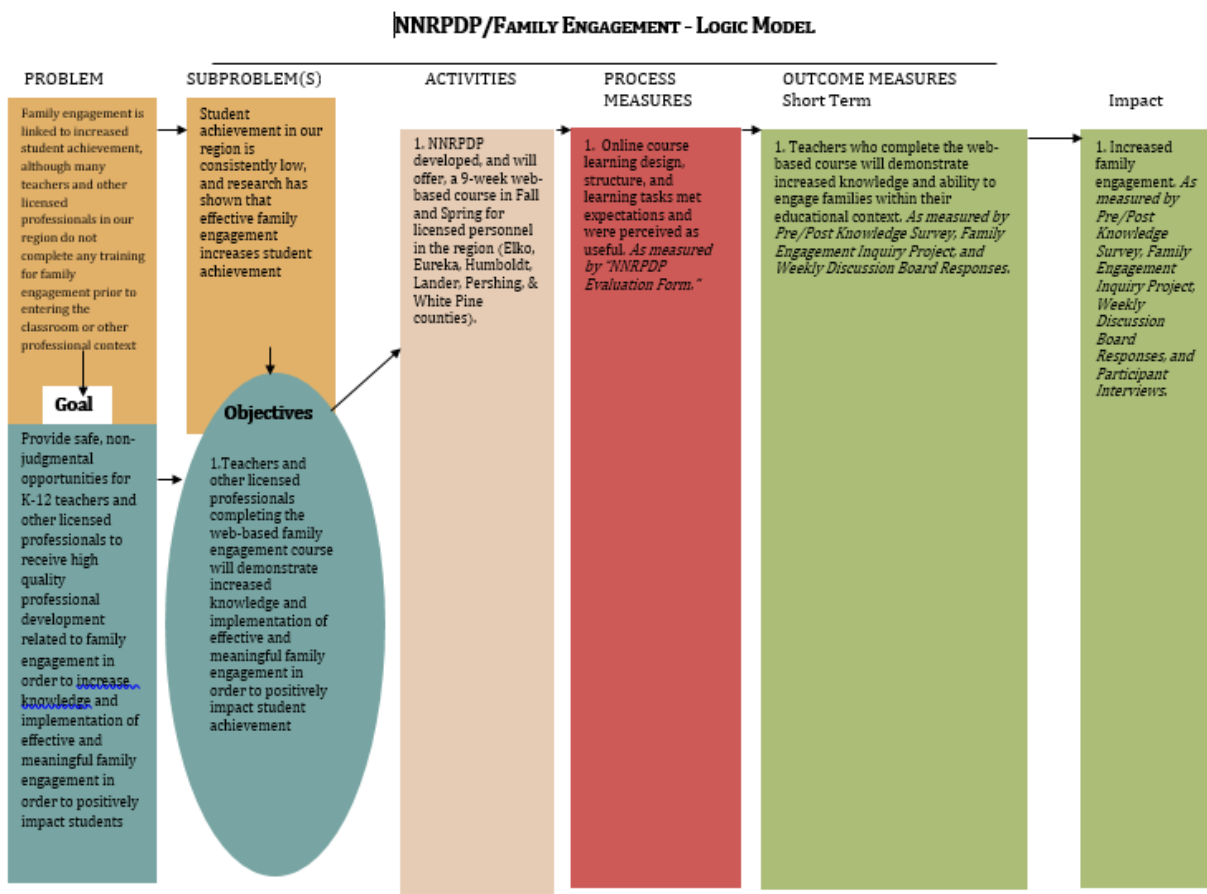 NNRPDP/FAMILY ENGAGEMENT - LOGIC MODEL
PROBLEM
Family engagement is
linked to increased
student achievement,
although many
teachers and other
licensed
professionals in our
region do not
complete any training
for family
engagement prior to
entering the
classroom or other
professional context
Goal
Provide safe, non-
judgmental
opportunities for
K-12 teachers and
other licensed
professionals to
receive high
quality
professional
development
related to family
engagement in
order to increase
knowledge and
implementation of
effective and
meaningful family
engagement in
order to positively
impact students
SUBPROBLEM(S)
Student
achievement in our
region is
consistently low,
and research has
shown that
effective family
engagement
increases student
achievement
Objectives
1.Teachers and
other licensed
professionals
completing the
web-based family
engagement course
will demonstrate
increased
knowledge and
implementation of
effective and
meaningful family
engagement in
order to positively
impact student
achievement
ACTIVITIES
1. NNRPDP
developed, and will
offer, a 9-week web-
based course in Fall
and Spring for
licensed personnel
in the region (Elko,
Eureka, Humboldt,
Lander, Pershing, &
White Pine
counties).
PROCESS
MEASURES
1. Online course
learning design,
structure, and
learning tasks met
expectations and
were perceived as
useful. As measured
by "NNRPDP
Evaluation Form."
OUTCOME MEASURES
Short Term
1. Teachers who complete the web-
based course will demonstrate
increased knowledge and ability to
engage families within their
educational context. As measured by
Pre/Post Knowledge Survey, Family
Engagement Inquiry Project, and
Weekly Discussion Board Responses.
Impact
1. Increased
family
engagement. As
measured by
Pre/Post
Knowledge
Survey, Family
Engagement
Inquiry Project,
Weekly
Discussion
Board
Responses, and
Participant
Interviews.